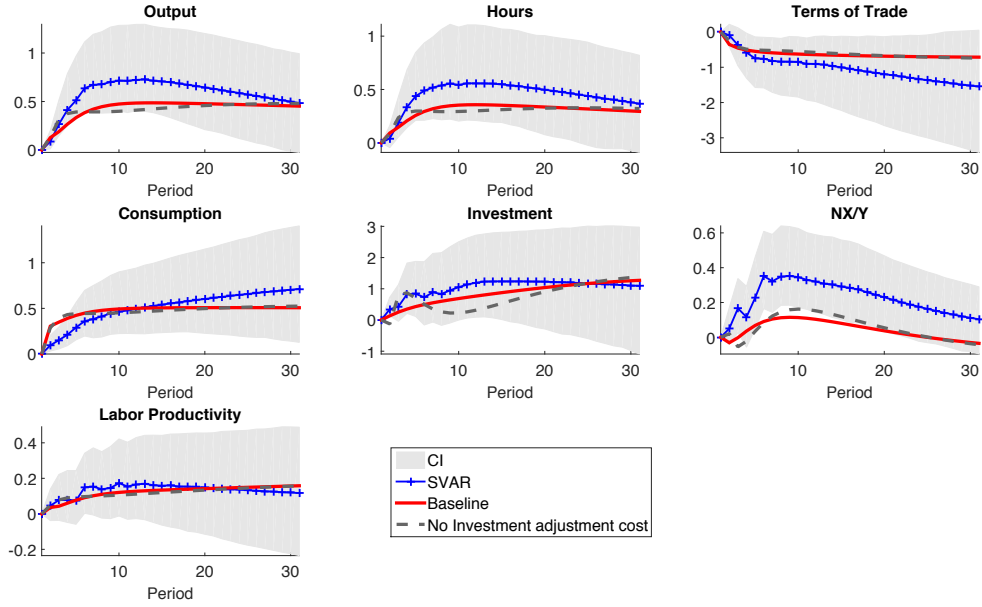 Output
1
0.5
0
10
20
30
Period
Hours
1
0.5
0
10
20
30
Period
Terms of Trade
0
-1
-2
-3
10
20
30
Period
Consumption
1
0.5
0
10
20
30
Period
Investment
3
2
1
0
-1
10
20
30
Period
NX/Y
0.6
0.4
0.2
0
10
20
30
Period
Labor Productivity
0.4
0.2
0
-0.2
10
20
30
Period
CI
SVAR
Baseline
No Investment adjustment cost